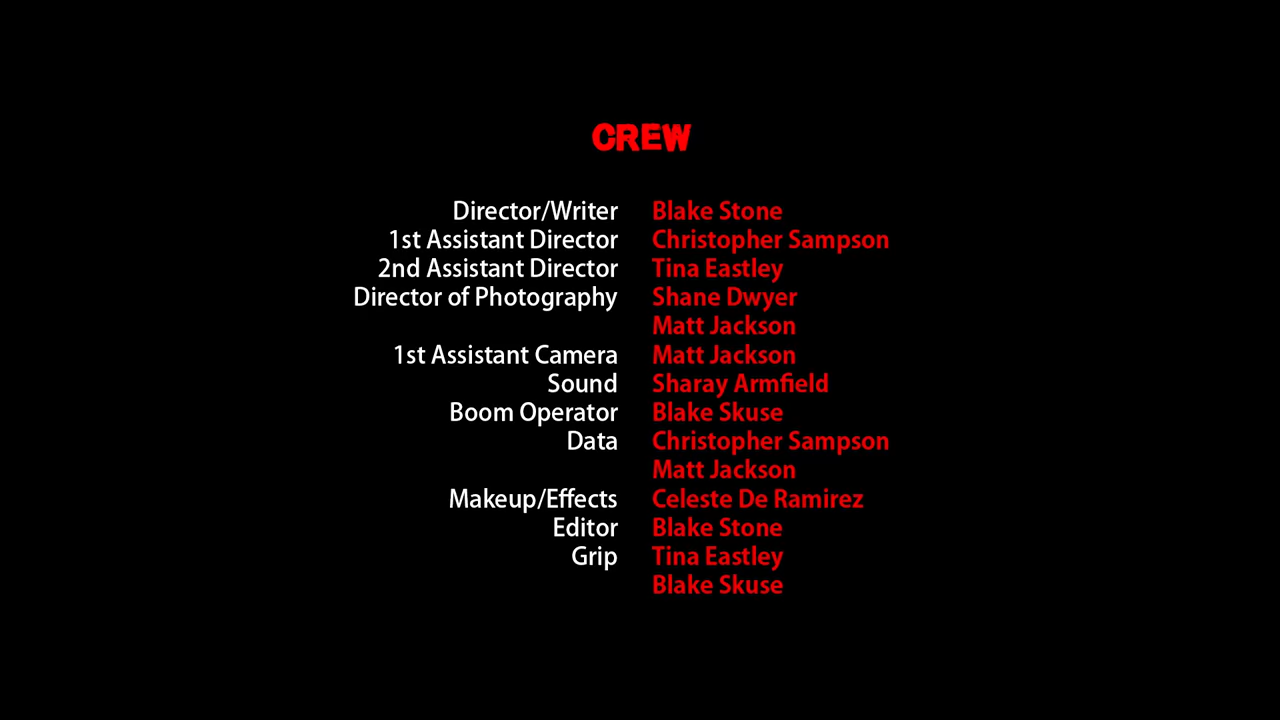 CREW
Director/Writer Blake Stone
1st Assistant Director Christopher Sampson
2nd Assistant Director Tina Eastley
Director of Photography Shane Dwyer
Matt Jackson
1st Assistant Camera Matt Jackson
Sound Sharay Armfield
Boom Operator Blake Skuse
Data Christopher Sampson
Matt Jackson
Makeup/Effects Celeste De Ramirez
Editor Blake Stone
Grip Tina Eastley
Blake Skuse